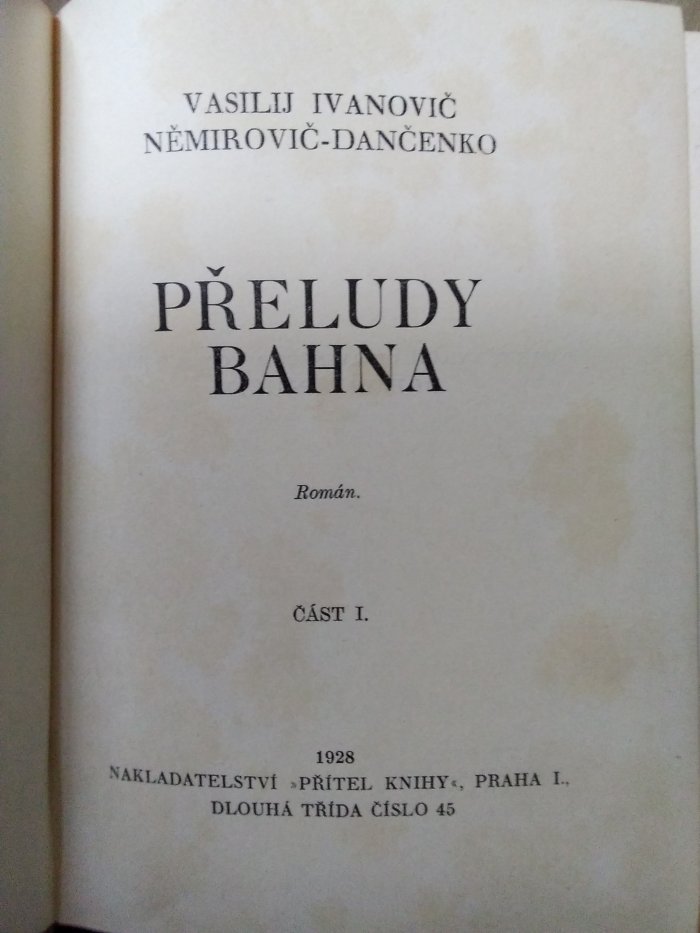 VASILIJ IVANOVIČ
NĚMIROVIČ-DANČENKO
PŘELUDY
BAHNA
Román.
ČÁST I.
1928
NAKLADATELSTVÍ »PŘÍTEL KNIHY«, PRAHA I.,
DLOUHÁ TŘÍDA ČÍSLO 45